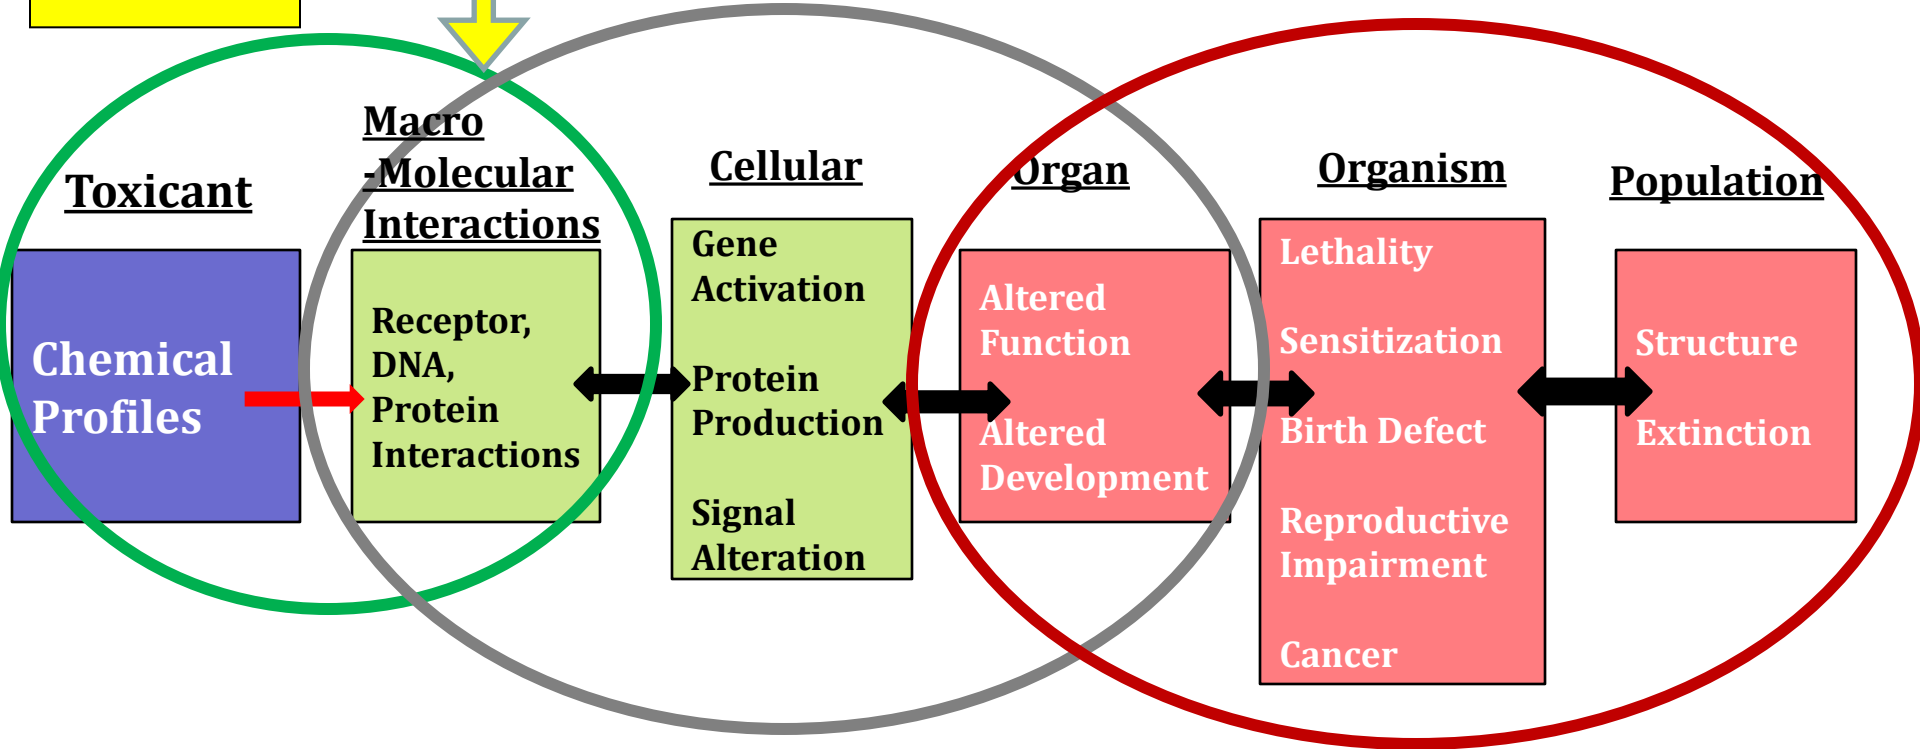 Toxicant
Chemical
Profiles
Macro
-Molecular
Interactions
Receptor,
DNA,
Protein
Interactions
Cellular
Gene
Activation
Protein
Production
Signal
Alteration
Organ
Altered
Function
Altered
Development
Organism
Lethality
Sensitization
Birth Defect
Reproductive
Impairment
Cancer
Population
Structure
Extinction